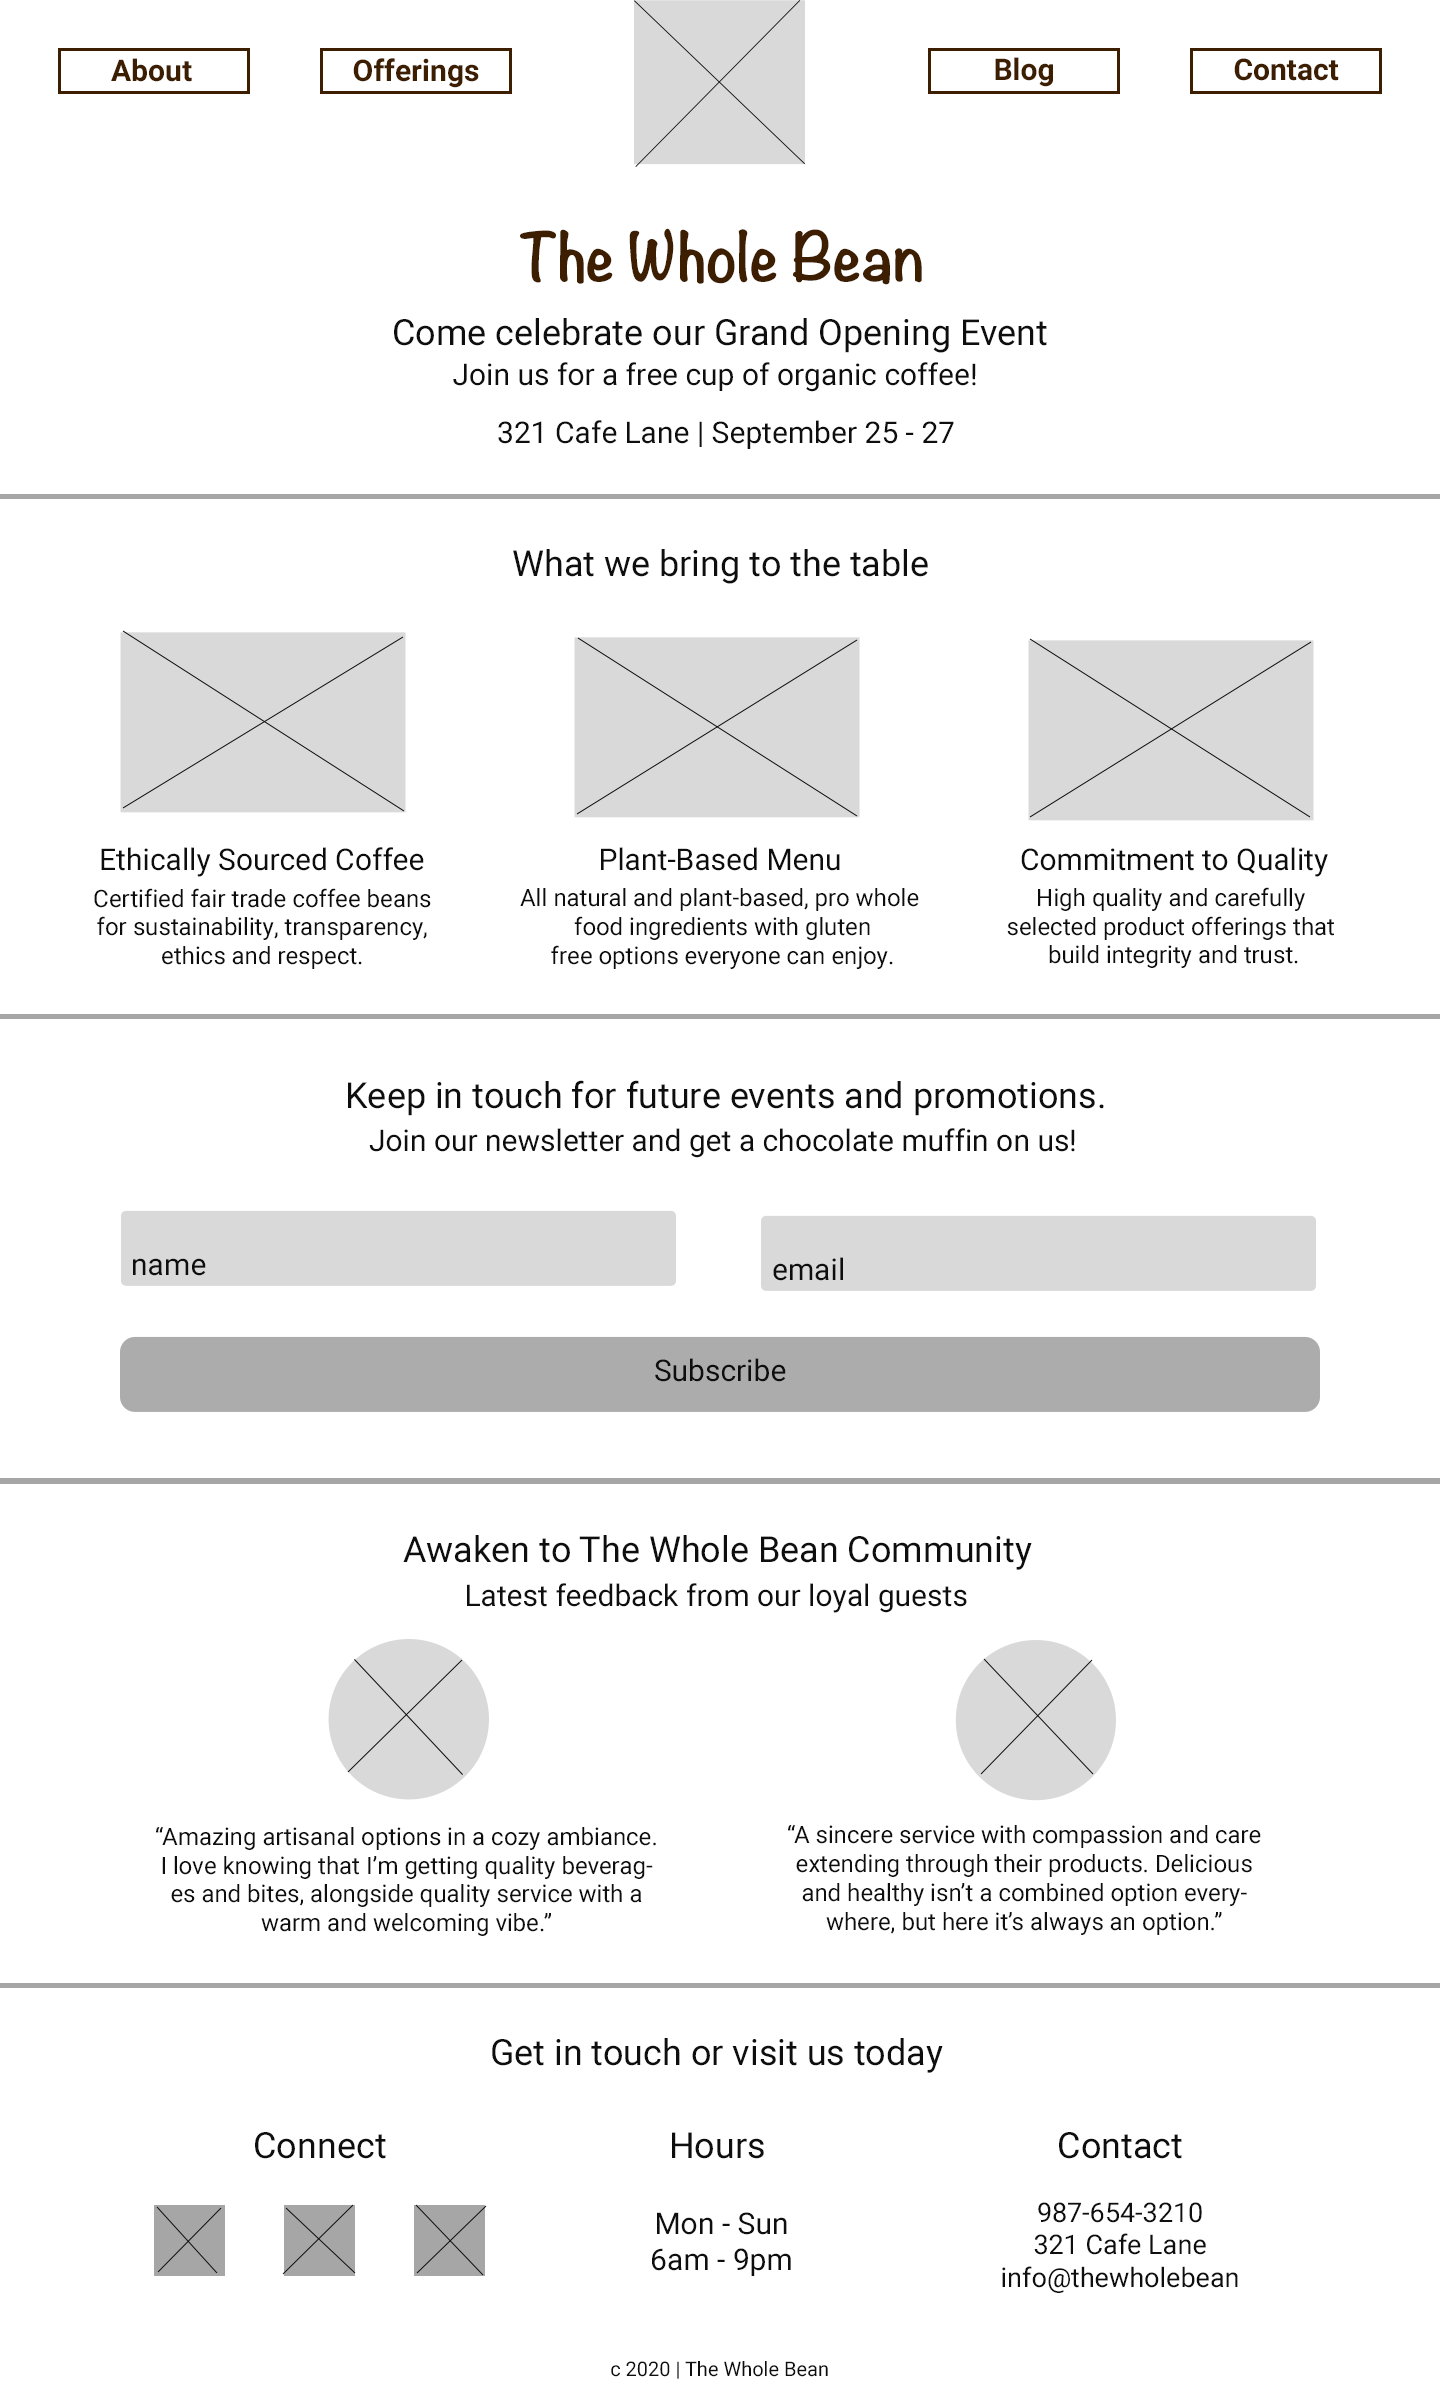 About
Offerings
Blog
Contact
The Whole Bean
Come celebrate our Grand Opening Event
Join us for a free cup of organic coffee!
321 Cafe Lane | September 25 - 27
What we bring to the table
Ethically Sourced Coffee
Certified fair trade coffee beans
for sustainability, transparency,
ethics and respect.
Plant-Based Menu
All natural and plant-based, pro whole
food ingredients with gluten
free options everyone can enjoy.
Commitment to Quality
High quality and carefully
selected product offerings that
build integrity and trust.
Keep in touch for future events and promotions.
Join our newsletter and get a chocolate muffin on us!
name
email
Subscribe
Awaken to The Whole Bean Community
Latest feedback from our loyal guests
“Amazing artisanal options in a cozy ambiance.
I love knowing that I’m getting quality beverag-
es and bites, alongside quality service with a
warm and welcoming vibe.”
“A sincere service with compassion and care
extending through their products. Delicious
and healthy isn’t a combined option every-
where, but here it’s always an option.”
Get in touch or visit us today
Connect
Hours
Mon - Sun
6am - 9pm
Contact
987-654-3210
321 Cafe Lane
info@thewholebean
c 2020 | The Whole Bean